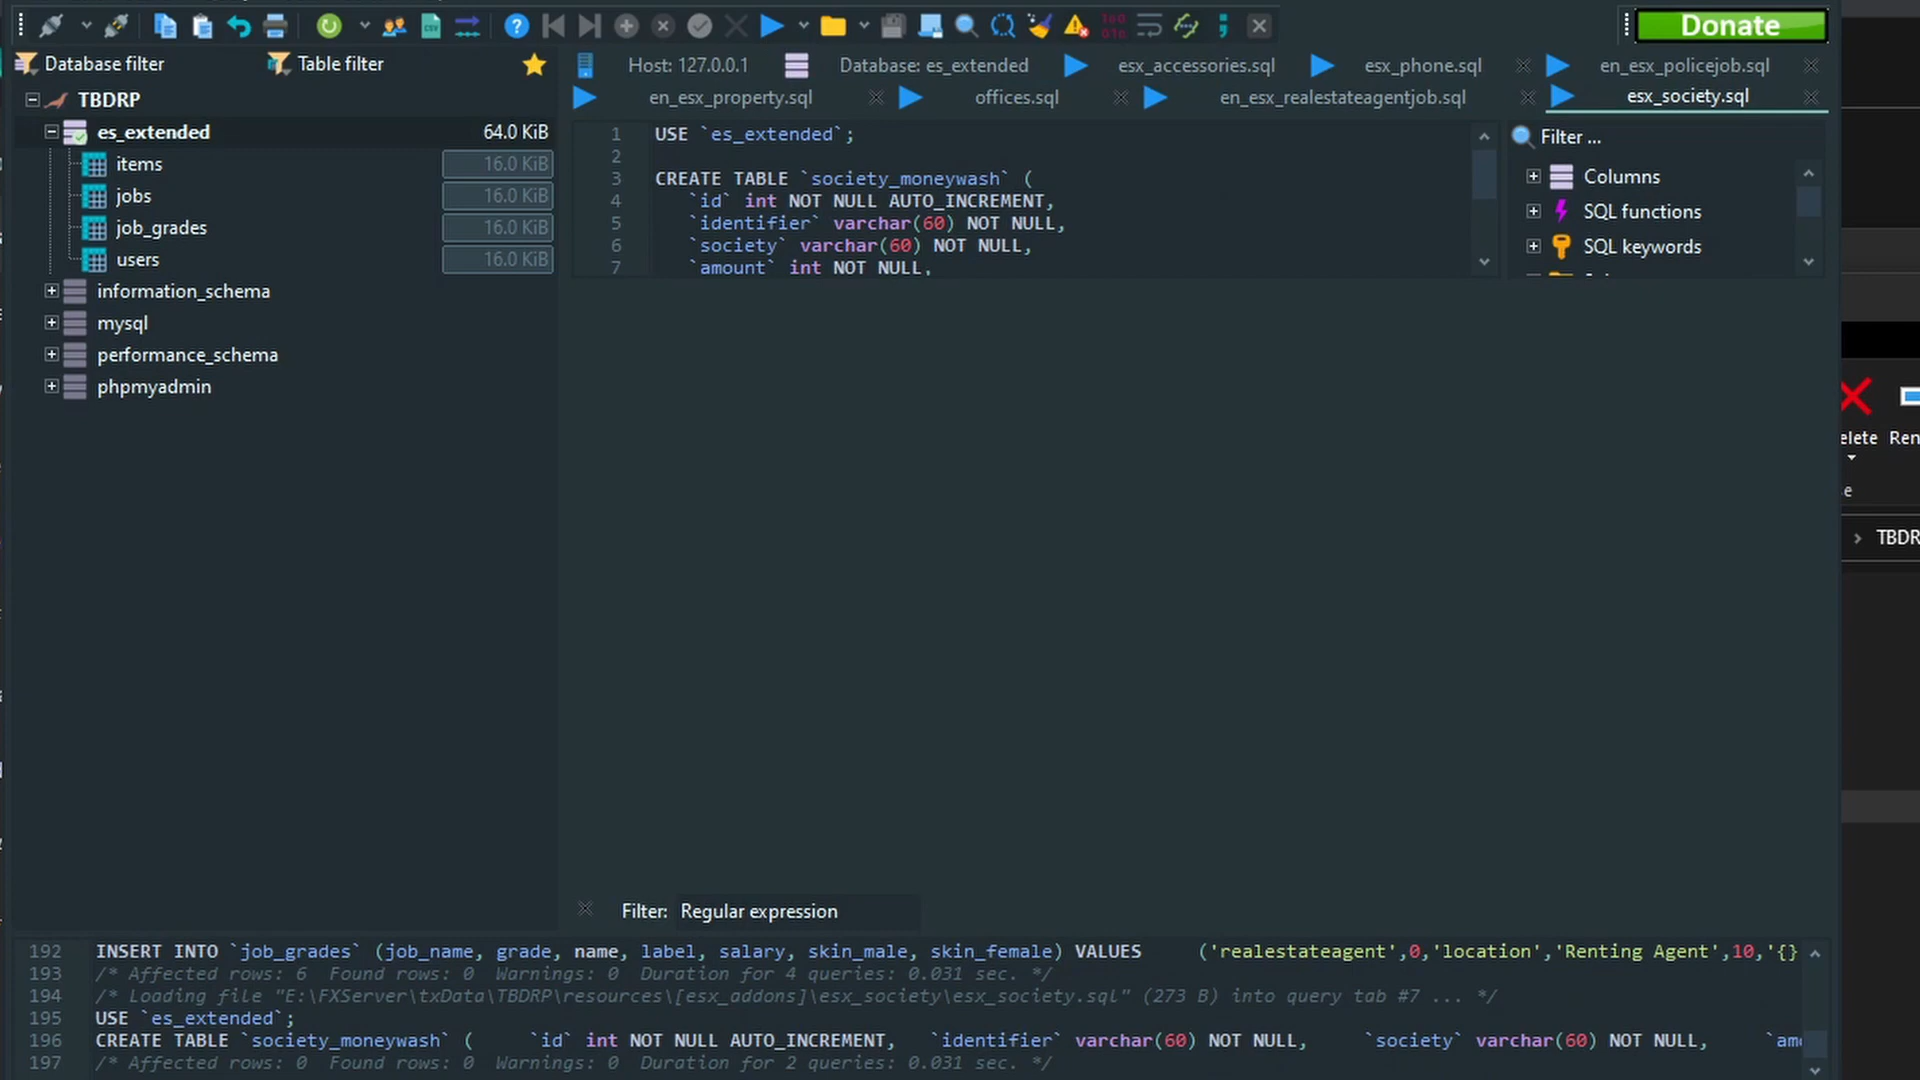 Donate
Database filter
Table filter
Host: 127.0.0.1
Database: es_extended
esx_accessories.sql
esx_phone.sql
en_esx_policejob.sql
en_esx_property.sql
offices.sql
en_esx_realestateagentjob.sql
esx_society.sql
TBDRP
es_extended 64.0 KiB
items 16.0 KiB
jobs 16.0 KiB
job_grades 16.0 KiB
users 16.0 KiB
information_schema
mysql
performance_schema
phpmyadmin
1 USE `es_extended`;
2
3 CREATE TABLE `society_moneywash` (
4 `id` int NOT NULL AUTO_INCREMENT,
5 `identifier` varchar(60) NOT NULL,
6 `society` varchar(60) NOT NULL,
7 `amount` int NOT NULL,
Filter ...
Columns
SQL functions
SQL keywords
elete Ren
e
TBDR
Filter: Regular expression
192 INSERT INTO `job_grades` (job_name, grade, name, label, salary, skin_male, skin_female) VALUES ('realestateagent',0,'location','Renting Agent',10,'{}
193 /* Affected rows: 6 Found rows: 0 Warnings: 0 Duration for 4 queries: 0.031 sec. */
194 /* Loading file "E:\FXServer\txData\TBDRP\resources\[esx_addons]\esx_society\esx_society.sql" (273 B) into query tab #7 ... */
195 USE `es_extended`;
196 CREATE TABLE `society_moneywash` ( `id` int NOT NULL AUTO_INCREMENT, `identifier` varchar(60) NOT NULL, `society` varchar(60) NOT NULL, `amo
197 /* Affected rows: 0 Found rows: 0 Warnings: 0 Duration for 2 queries: 0.031 sec. */